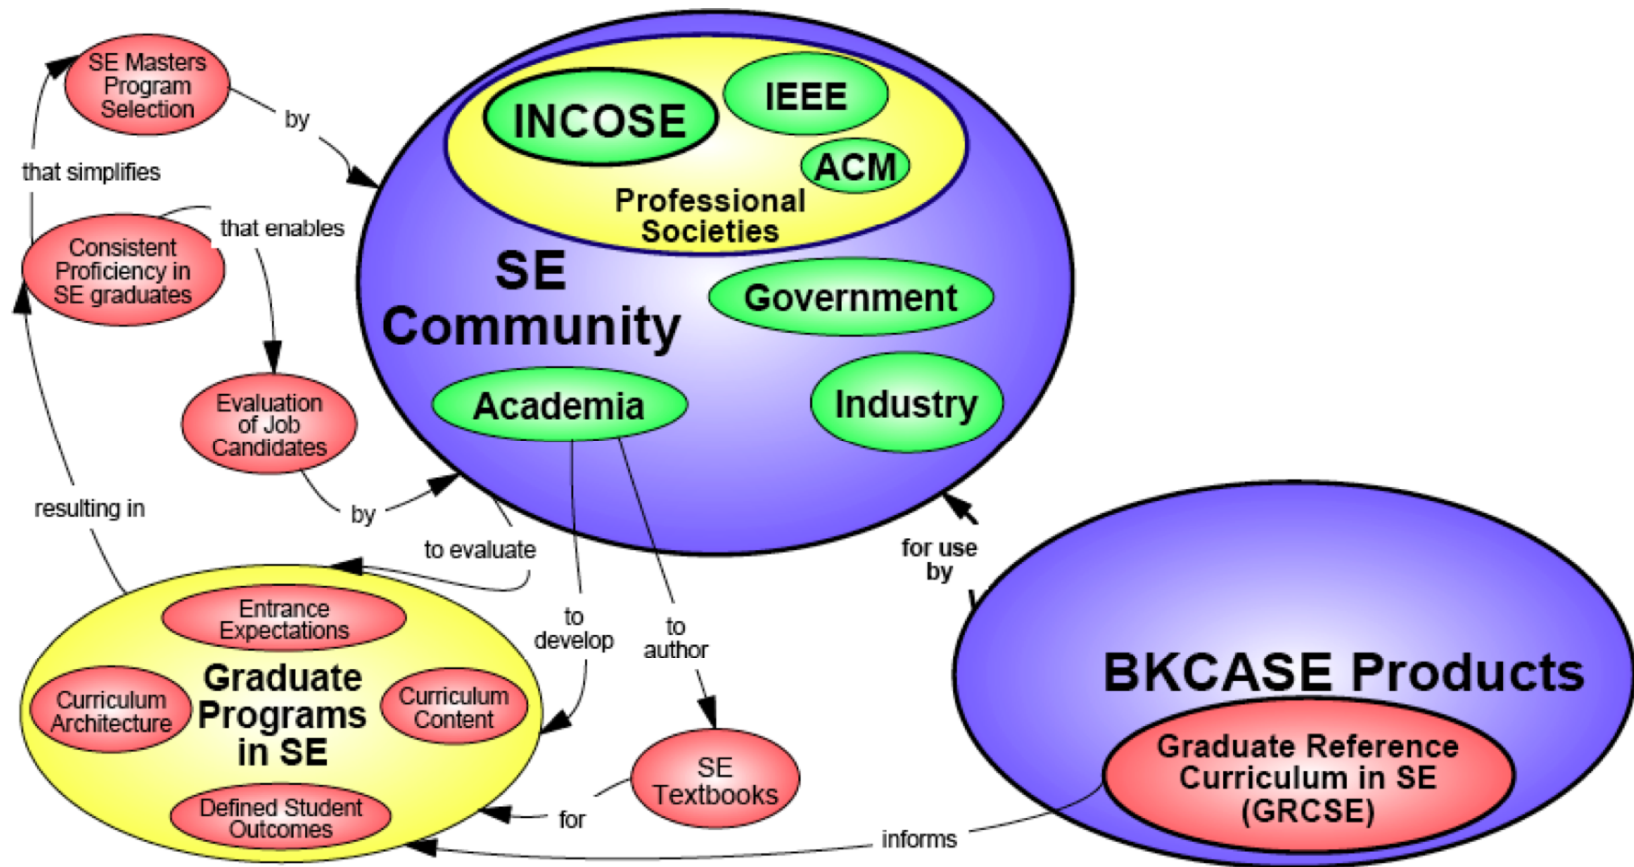 SE Masters
Program
Selection
by
that simplifies
Consistent
Proficiency in
SE graduates
that enables
Evaluation
of Job
Candidates
by
resulting in
INCOSE
IEEE
ACM
Professional
Societies
SE
Community
Government
Academia
Industry
to evaluate
to
develop
to
author
for use
by
Entrance
Expectations
Graduate
Programs
in SE
Curriculum
Architecture
Curriculum
Content
Defined Student
Outcomes
SE
Textbooks
for
informs
BKCASE Products
Graduate Reference
Curriculum in SE
(GRCSE)